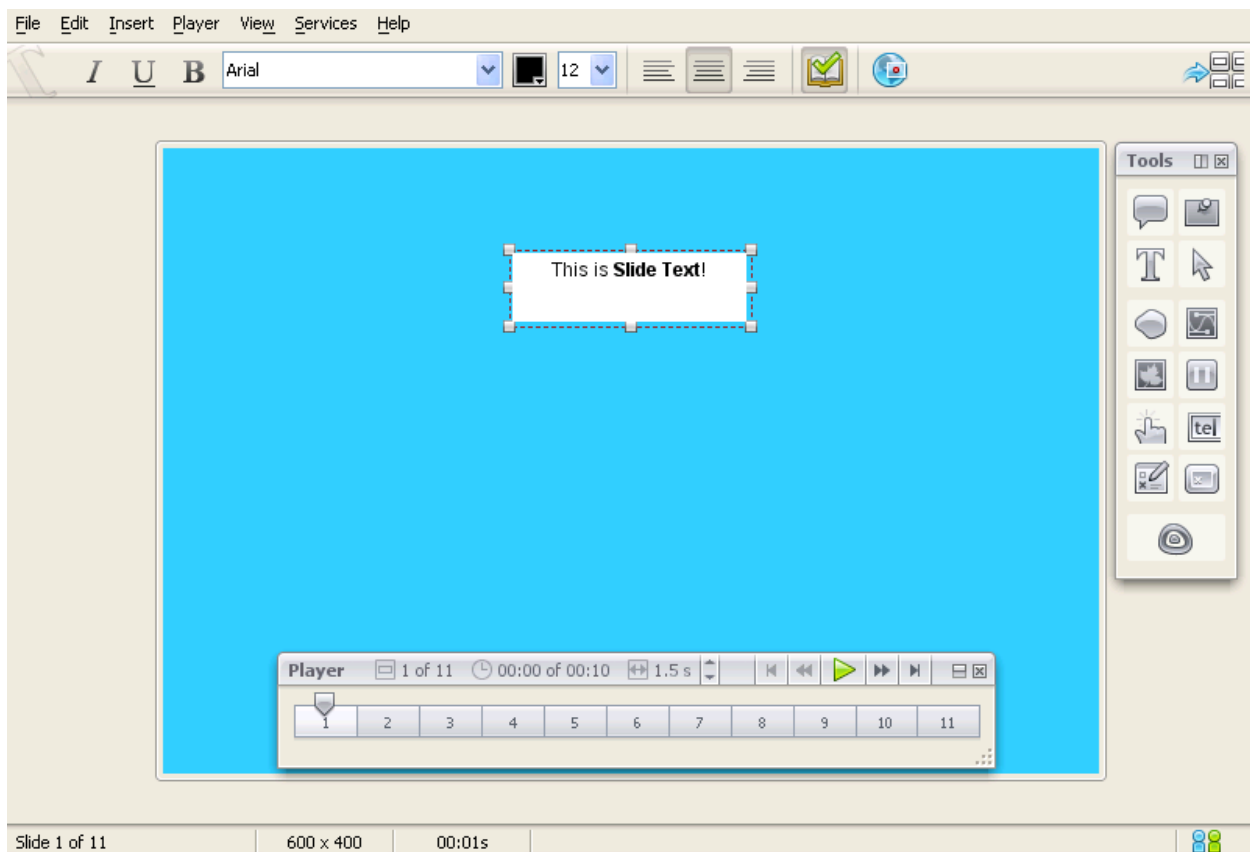 File Edit Insert Player View Services Help
I U B Arial 12
Tools
This is Slide Text!
T
tel
Player 1 of 11 00:00 of 00:10 1.5 s
1 2 3 4 5 6 7 8 9 10 11
Slide 1 of 11 600 x 400 00:01s